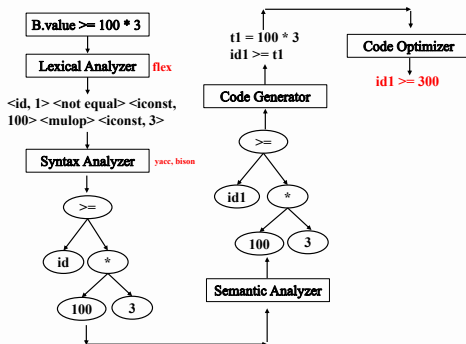 B.value >= 100 * 3
Lexical Analyzer
flex
<id, 1> <not equal> <iconst,
100> <mulop> <iconst, 3>
Syntax Analyzer
yacc, bison
>=
id
*
100
3
Semantic Analyzer
>=
id1
*
100
3
Code Generator
t1 = 100 * 3
id1 >= t1
Code Optimizer
id1 >= 300